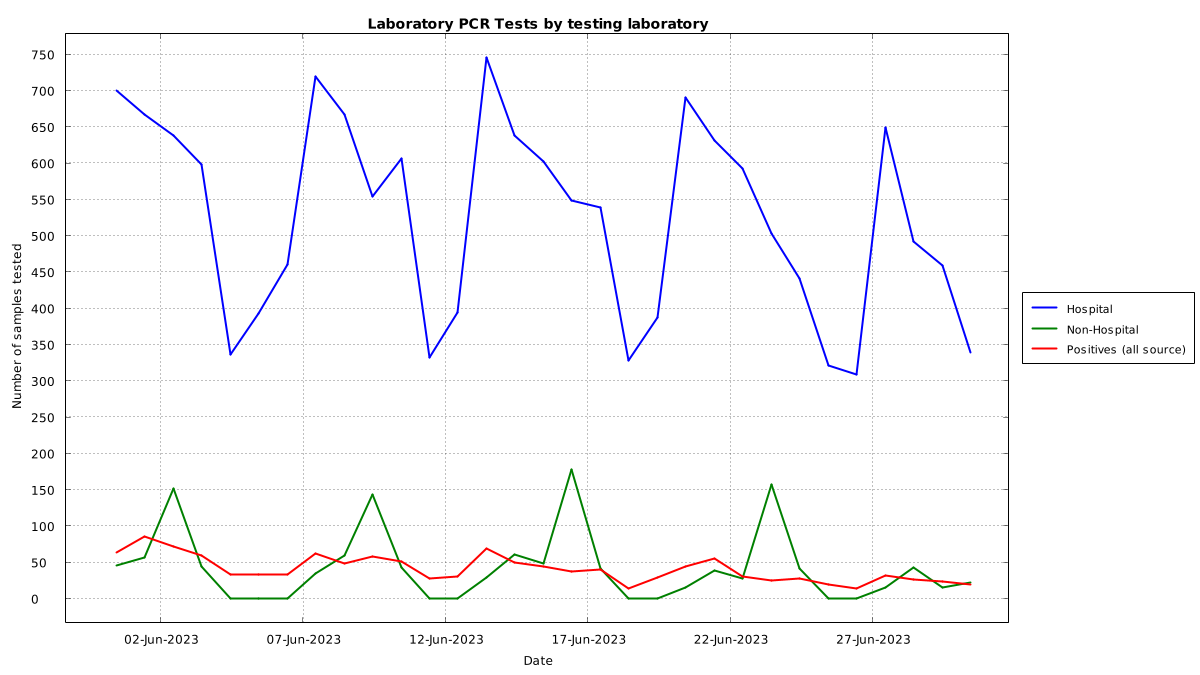 Laboratory PCR Tests by testing laboratory
750
700
650
600
550
500
450
400
350
300
250
200
150
100
50
0
Number of samples tested
02-Jun-2023
07-Jun-2023
12-Jun-2023
17-Jun-2023
22-Jun-2023
27-Jun-2023
Date
Hospital
Non-Hospital
Positives (all source)